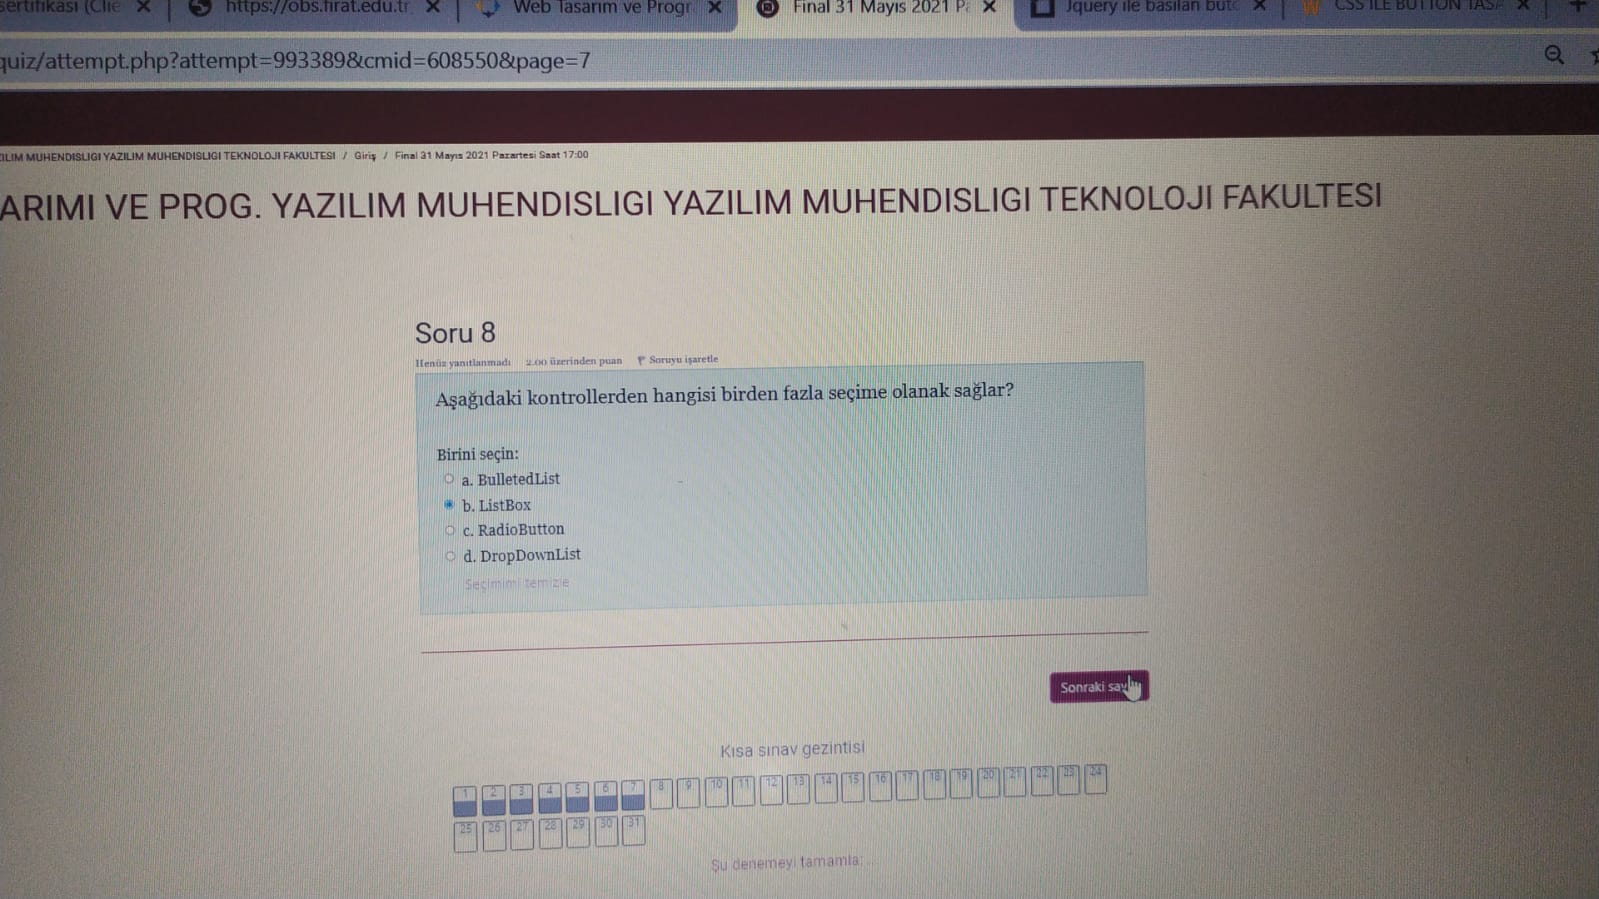 sertifikası (Clie
https://obs.firat.edu.tr
Web Tasarım ve Progr
Final 31 Mayıs 2021 Pa
Jquery ile basılan buto
CSS İLE BUTTON TASA
quiz/attempt.php?attempt=993389&cmid=608550&page=7
ILIM MUHENDISLIGI YAZILIM MUHENDISLIGI TEKNOLOJI FAKULTESI / Giriş / Final 31 Mayıs 2021 Pazartesi Saat 17:00
ARIMI VE PROG. YAZILIM MUHENDISLIGI YAZILIM MUHENDISLIGI TEKNOLOJI FAKULTESI
Soru 8
Henüz yanıtlanmadı 2.00 üzerinden puan Soruyu işaretle
Aşağıdaki kontrollerden hangisi birden fazla seçime olanak sağlar?
Birini seçin:
a. BulletedList
b. ListBox
c. RadioButton
d. DropDownList
Seçimimi temizle
Sonraki say
Kısa sınav gezintisi
1 2 3 4 5 6 7 8 9 10 11 12 13 14 15 16 17 18 19 20 21 22 23 24
25 26 27 28 29 30 31
Şu denemeyi tamamla: ...